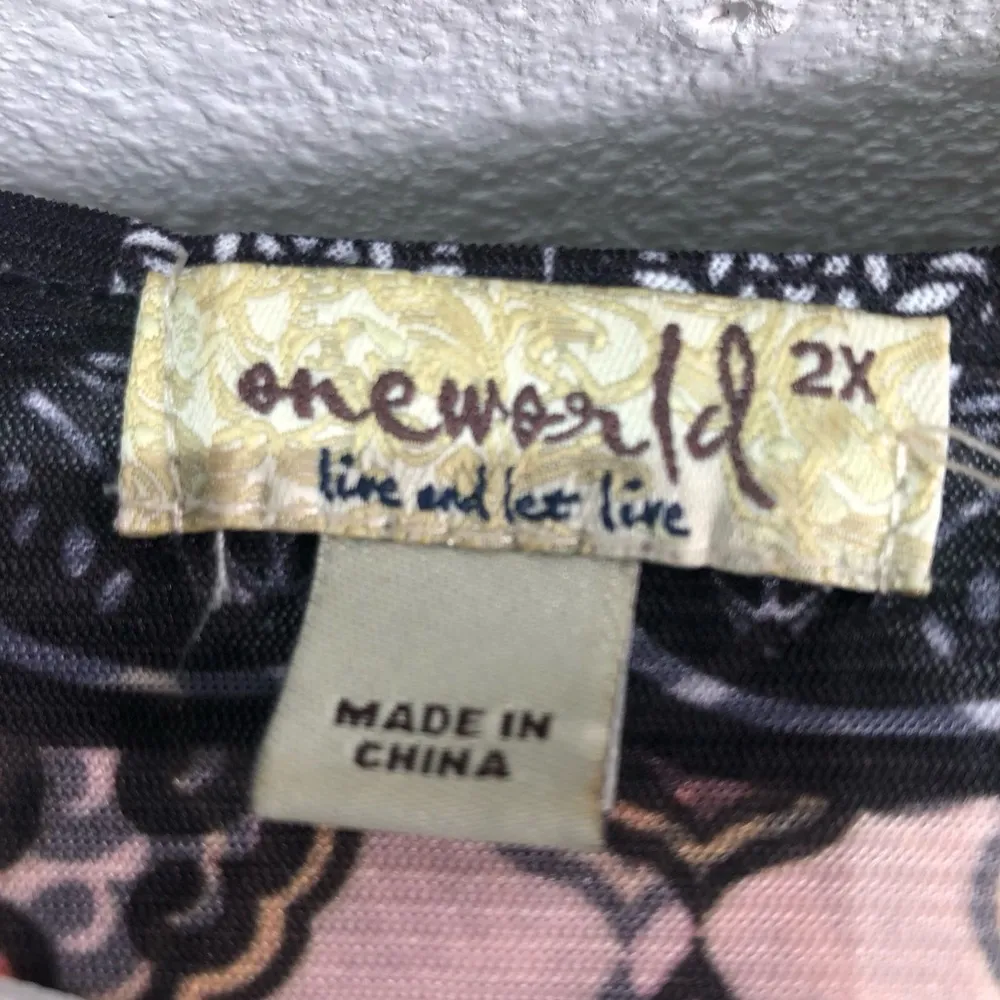 oneworld
2X
live and let live
MADE IN
CHINA